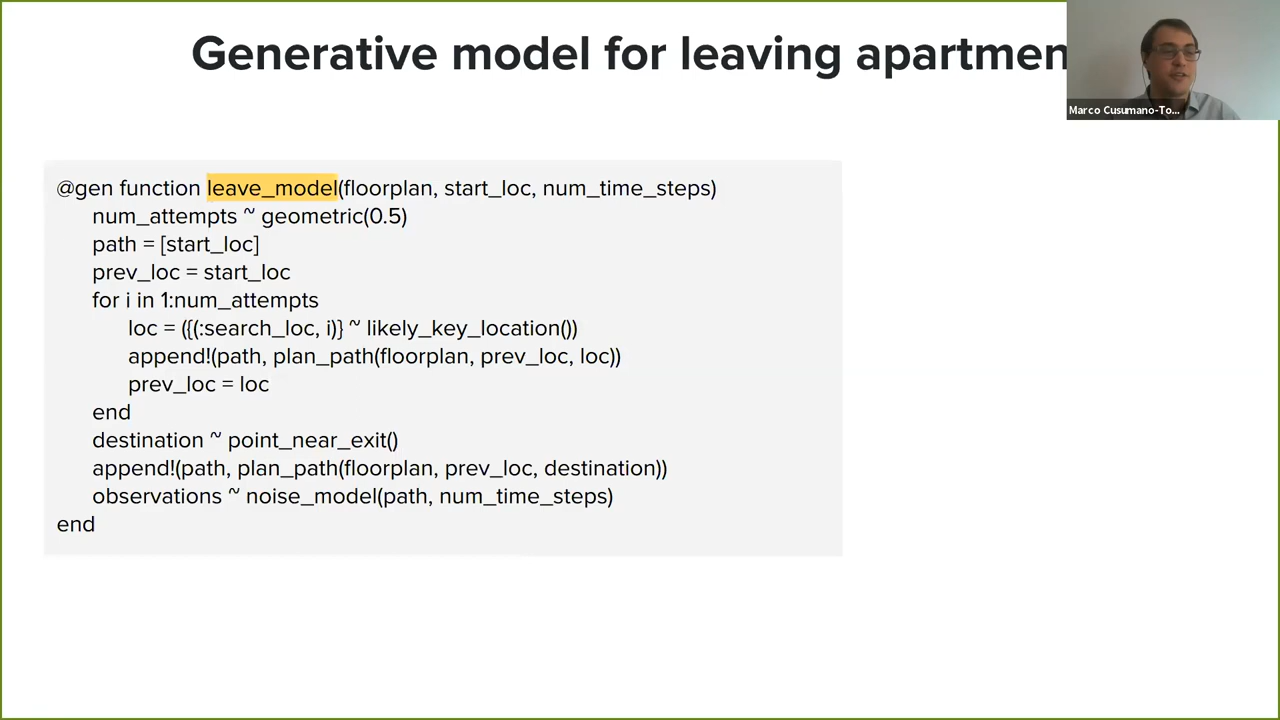 Generative model for leaving apartmen
Marco Cusumano-To...
@gen function leave_model(floorplan, start_loc, num_time_steps)
num_attempts ~ geometric(0.5)
path = [start_loc]
prev_loc = start_loc
for i in 1:num_attempts
loc = ({(:search_loc, i)} ~ likely_key_location())
append!(path, plan_path(floorplan, prev_loc, loc))
prev_loc = loc
end
destination ~ point_near_exit()
append!(path, plan_path(floorplan, prev_loc, destination))
observations ~ noise_model(path, num_time_steps)
end